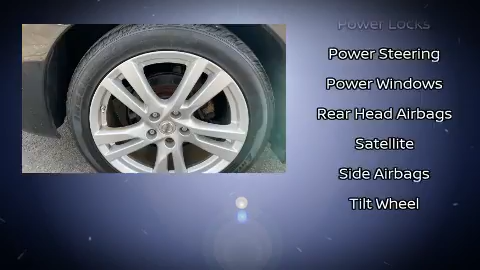 Power Locks
Power Steering
Power Windows
Rear Head Airbags
Satellite
Side Airbags
Tilt Wheel